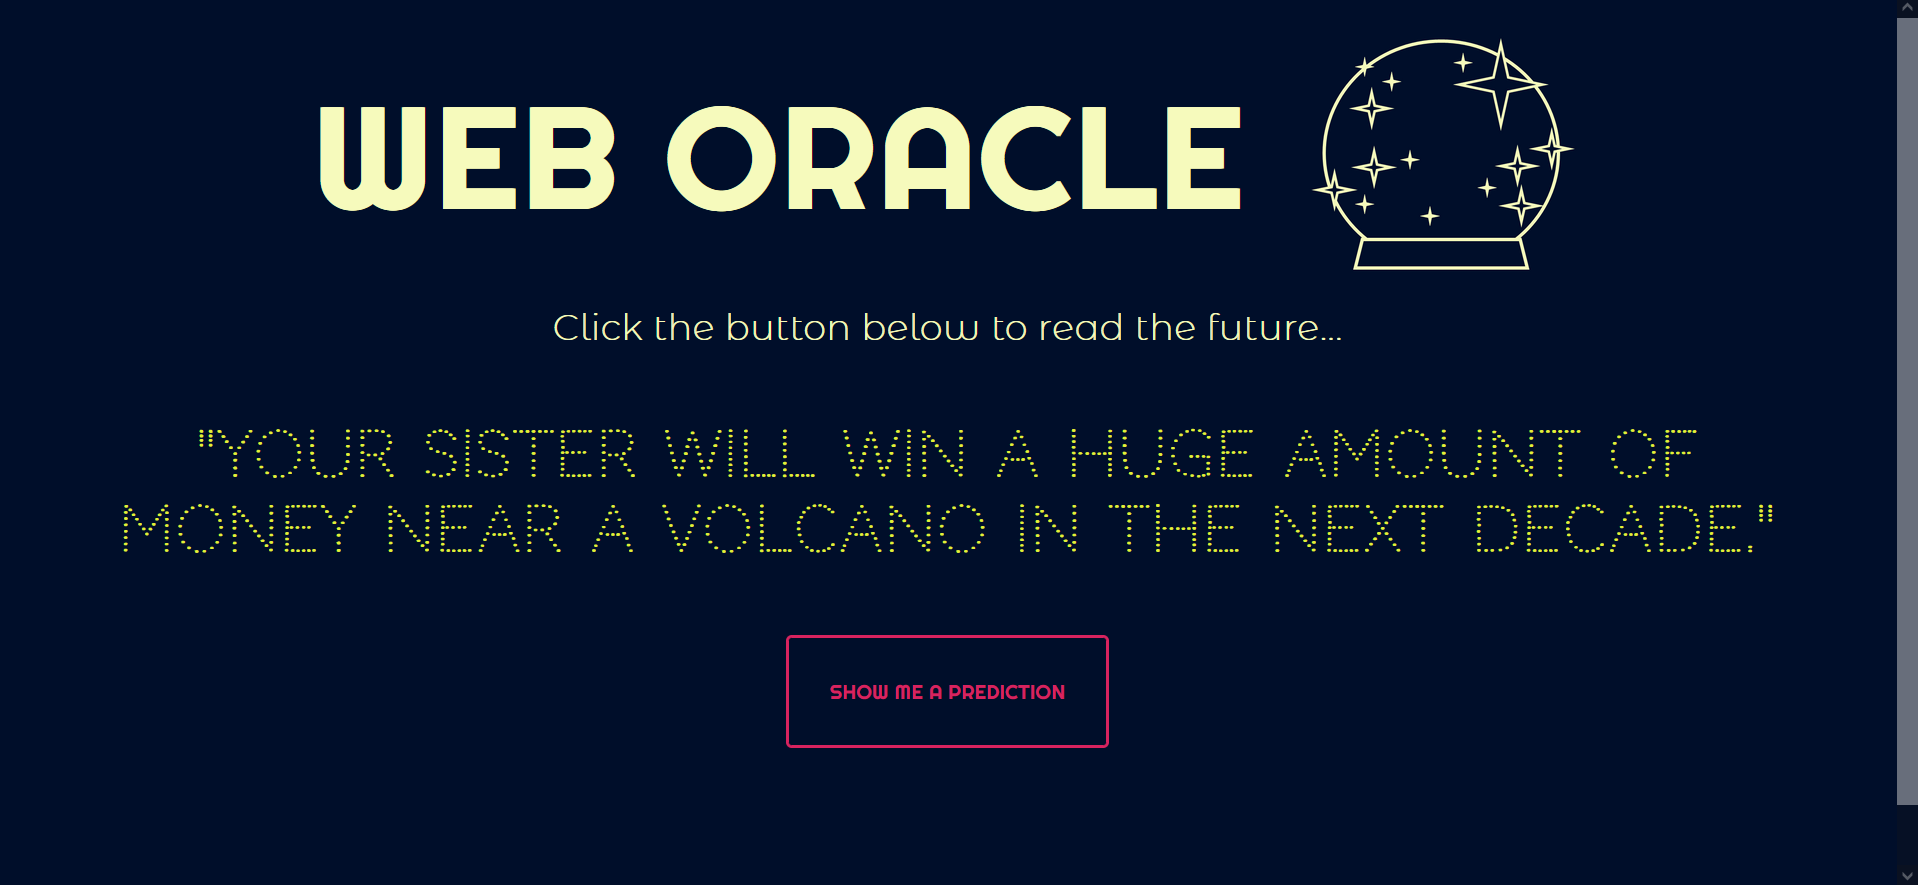 WEB ORACLE
Click the button below to read the future...
"YOUR SISTER WILL WIN A HUGE AMOUNT OF
MONEY NEAR A VOLCANO IN THE NEXT DECADE."
SHOW ME A PREDICTION